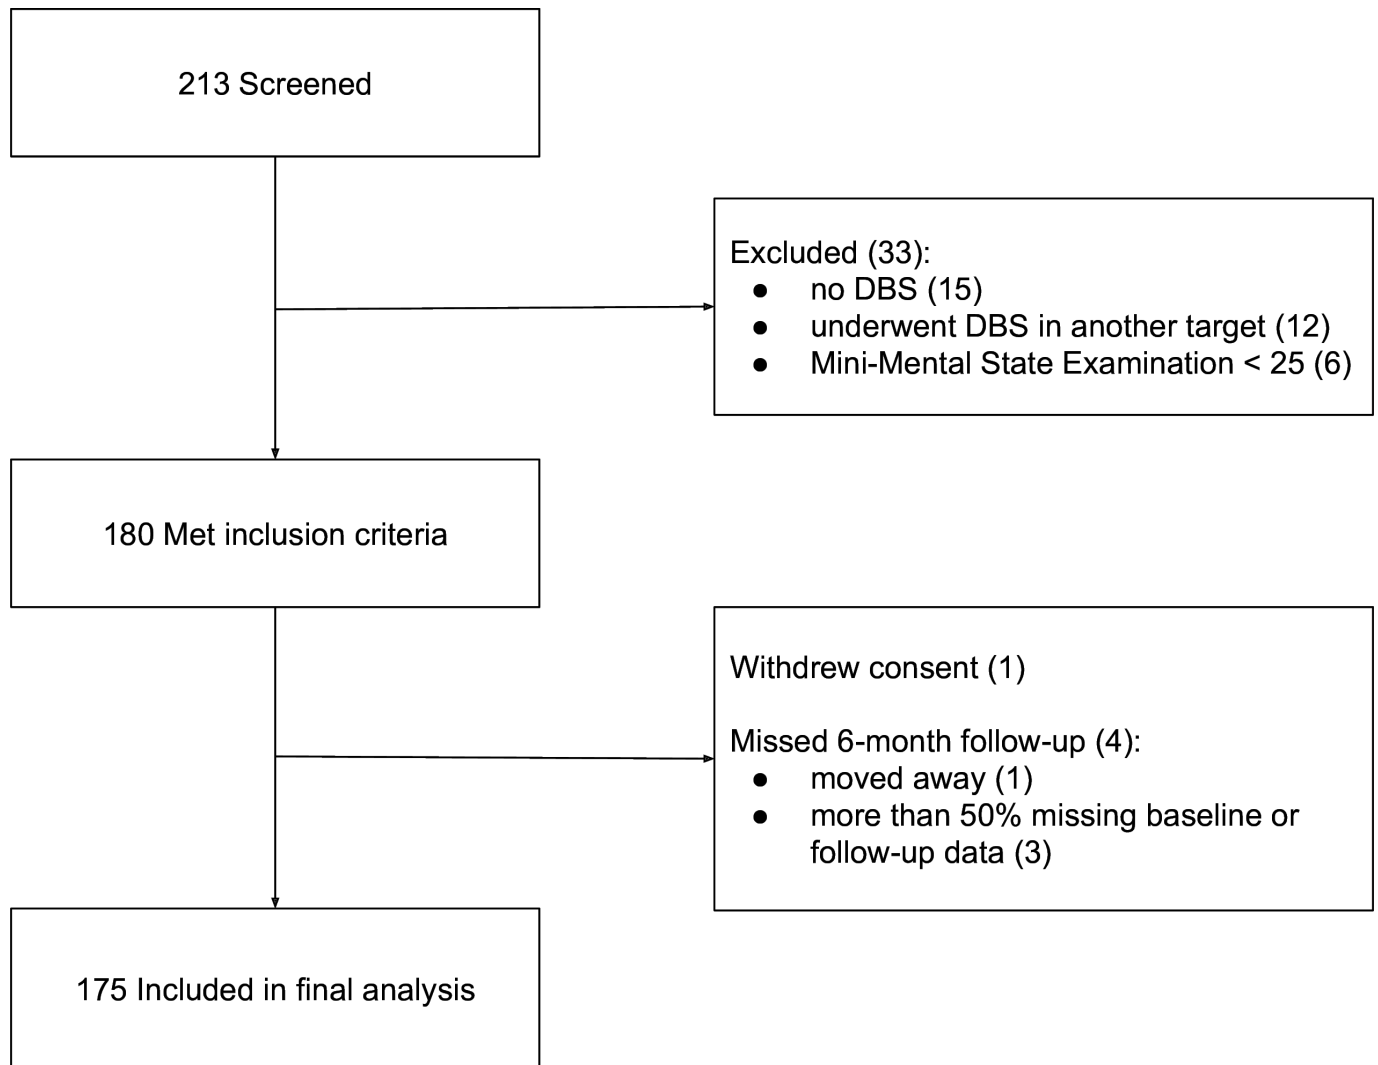 213 Screened
Excluded (33):
● no DBS (15)
● underwent DBS in another target (12)
● Mini-Mental State Examination < 25 (6)
180 Met inclusion criteria
Withdrew consent (1)
Missed 6-month follow-up (4):
● moved away (1)
● more than 50% missing baseline or
follow-up data (3)
175 Included in final analysis